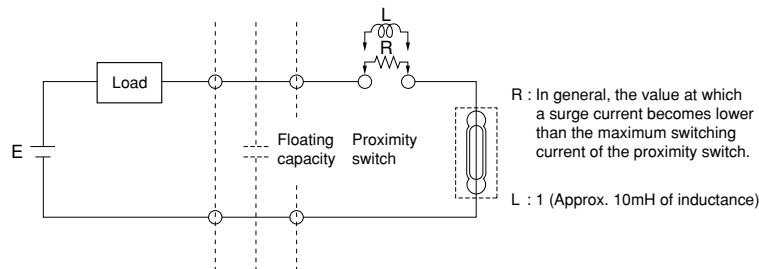 L
R
Load
E
Floating
capacity
Proximity
switch
R : In general, the value at which
a surge current becomes lower
than the maximum switching
current of the proximity switch.
L : 1 (Approx. 10mH of inductance)